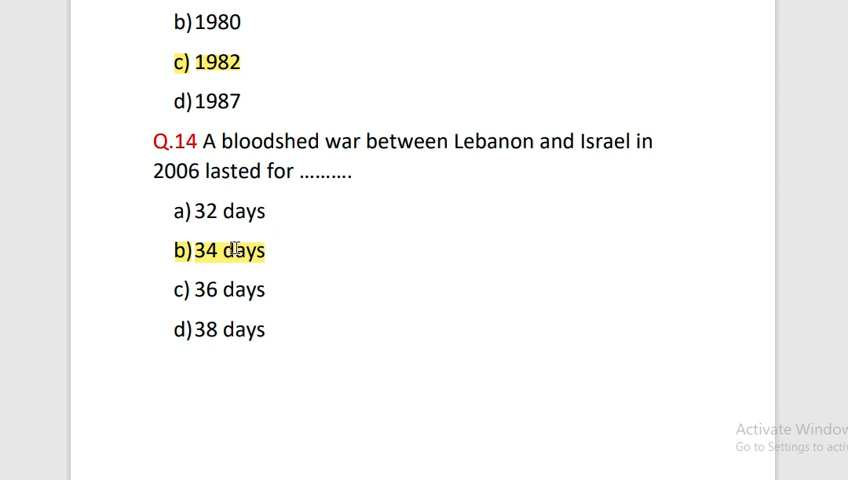 b) 1980
c) 1982
d) 1987
Q.14 A bloodshed war between Lebanon and Israel in
2006 lasted for ..........
a) 32 days
b) 34 days
c) 36 days
d) 38 days
Activate Window
Go to Settings to activ